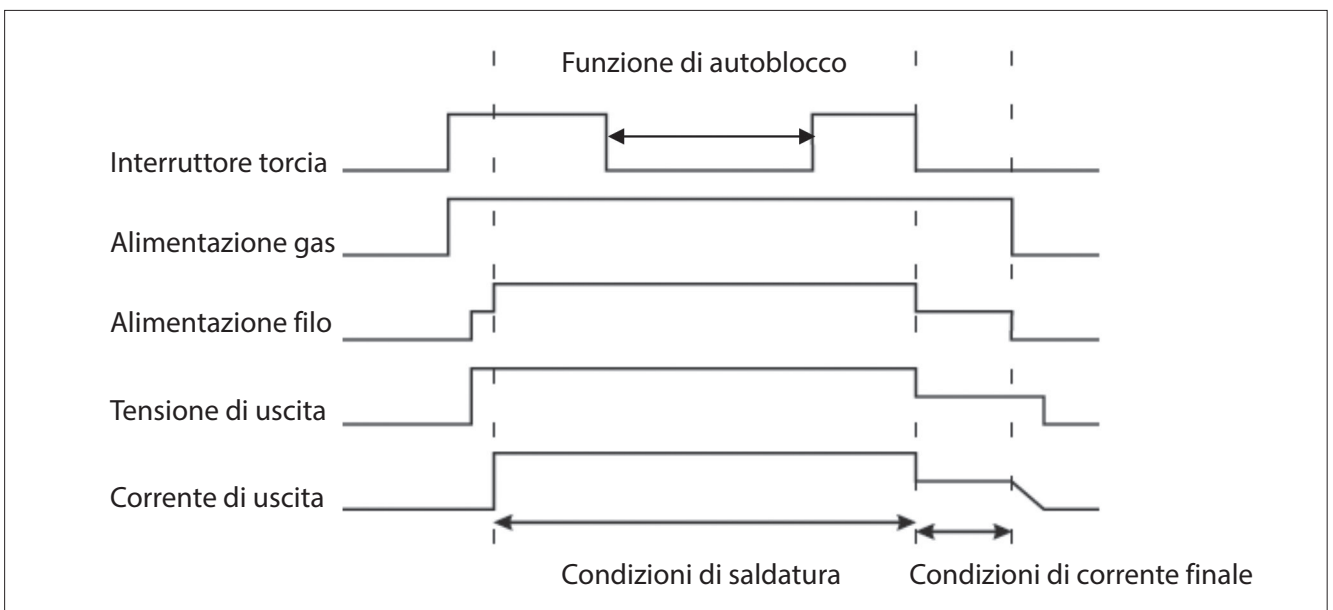 Funzione di autoblocco
Interruttore torcia
Alimentazione gas
Alimentazione filo
Tensione di uscita
Corrente di uscita
Condizioni di saldatura
Condizioni di corrente finale